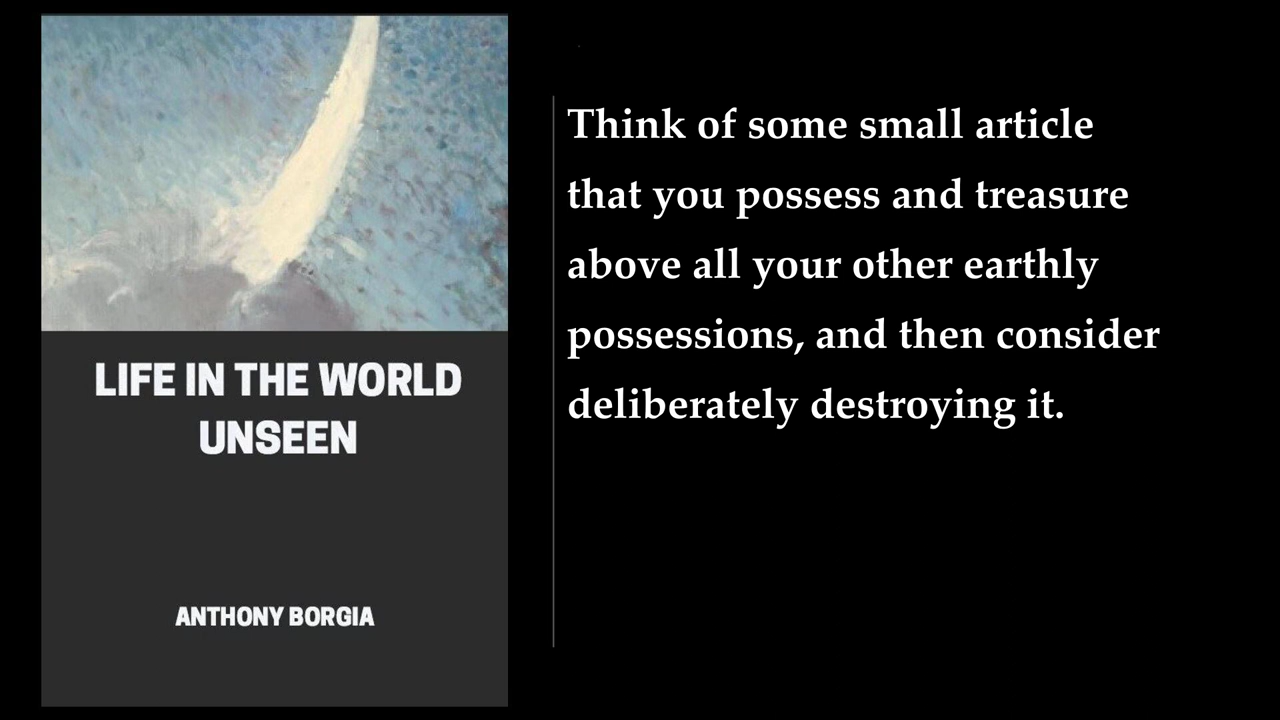 LIFE IN THE WORLD
UNSEEN
ANTHONY BORGIA
Think of some small article
that you possess and treasure
above all your other earthly
possessions, and then consider
deliberately destroying it.